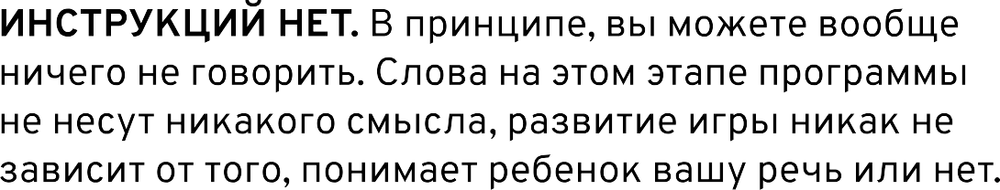 ИНСТРУКЦИЙ НЕТ. В принципе, вы можете вообще
ничего не говорить. Слова на этом этапе программы
не несут никакого смысла, развитие игры никак не
зависит от того, понимает ребенок вашу речь или нет.